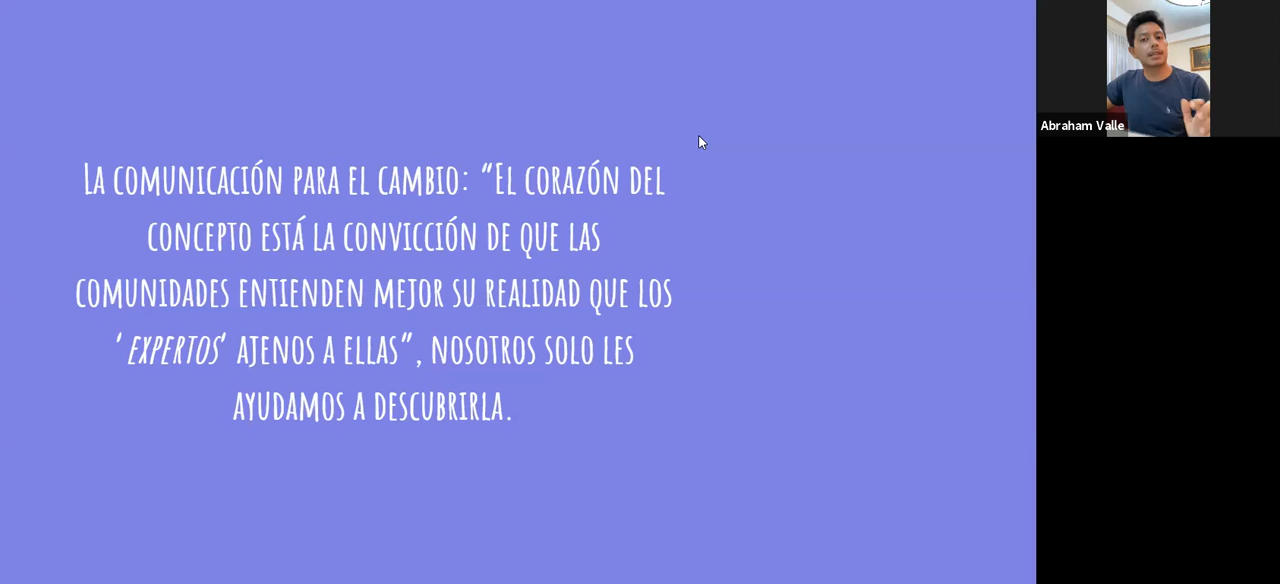 La comunicación para el cambio: “El corazón del
concepto está la convicción de que las
comunidades entienden mejor su realidad que los
‘expertos’ ajenos a ellas”, nosotros solo les
ayudamos a descubrirla.
Abraham Valle